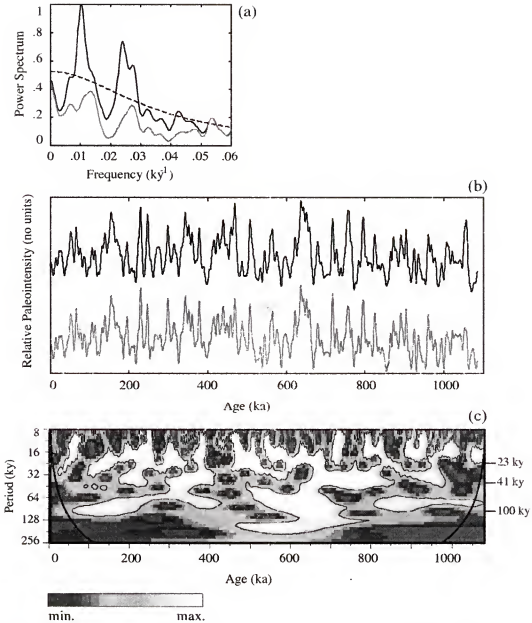 (a)
Power Spectrum
1
.8
.6
.4
.2
0
0 .01 .02 .03 .04 .05 .06
Frequency (ky-1)
(b)
Relative Paleointensity (no units)
0 200 400 600 800 1000
Age (ka)
(c)
Period (ky)
8
16
32
64
128
256
23 ky
41 ky
100 ky
0 200 400 600 800 1000
Age (ka)
min. max.